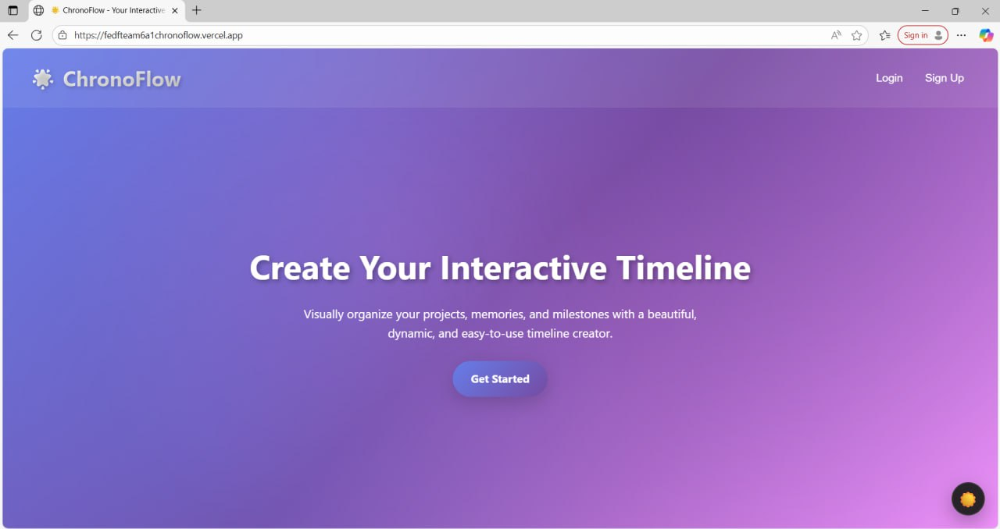 ChronoFlow - Your Interactive
https://fedfteam6a1chronoflow.vercel.app
Sign in
ChronoFlow
Login
Sign Up
Create Your Interactive Timeline
Visually organize your projects, memories, and milestones with a beautiful,
dynamic, and easy-to-use timeline creator.
Get Started